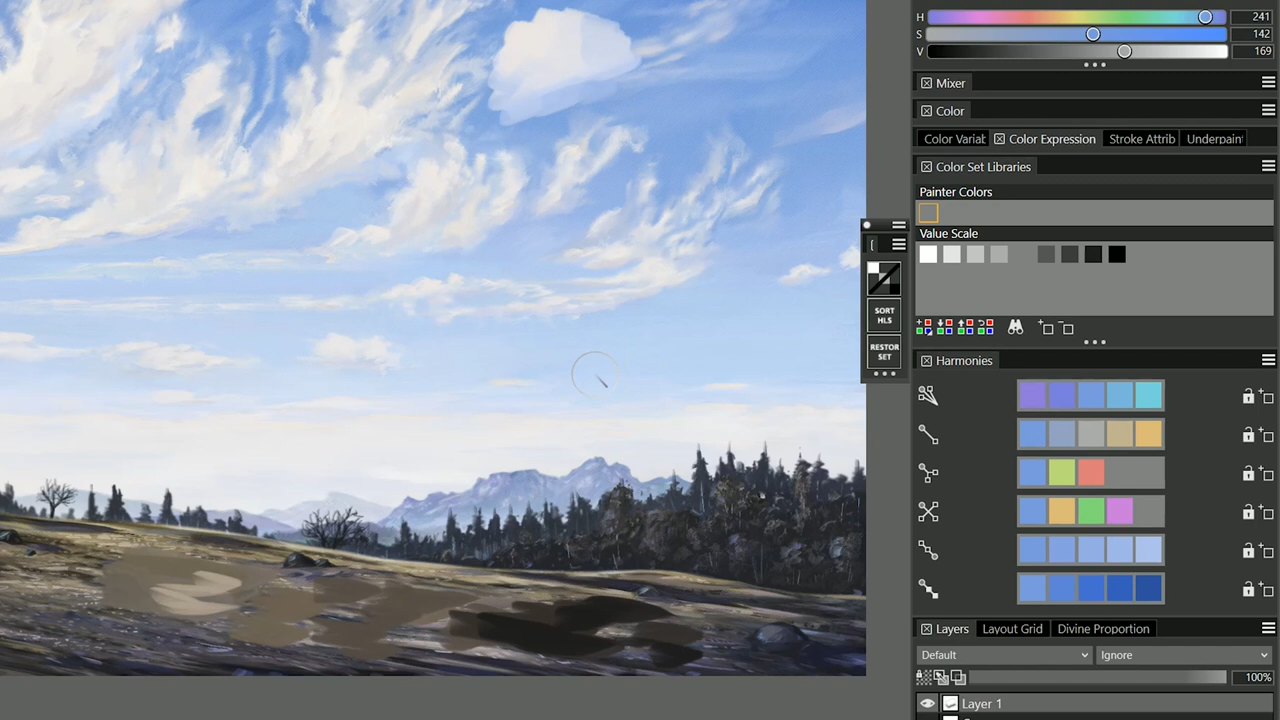 H 241
S 142
V 169
Mixer
Color
Color Variat Color Expression Stroke Attrib Underpain
Color Set Libraries
Painter Colors
Value Scale
SORT
HLS
RESTOR
SET
Harmonies
Layers Layout Grid Divine Proportion
Default Ignore
100%
Layer 1